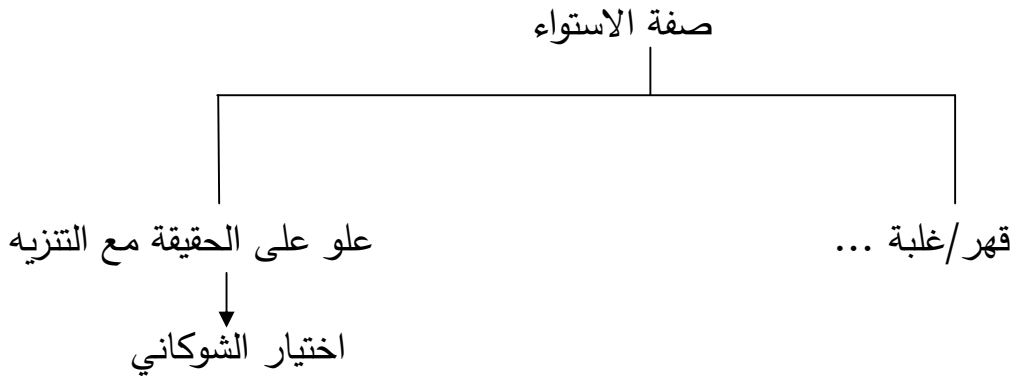 صفة الاستواء
قهر/غلبة ...
علو على الحقيقة مع التنزيه
اختيار الشوكاني